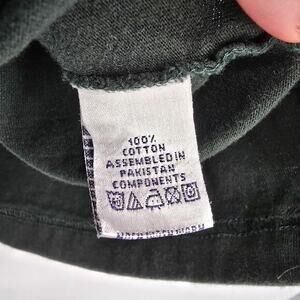 100%
COTTON
ASSEMBLED IN
PAKISTAN
COMPONENTS